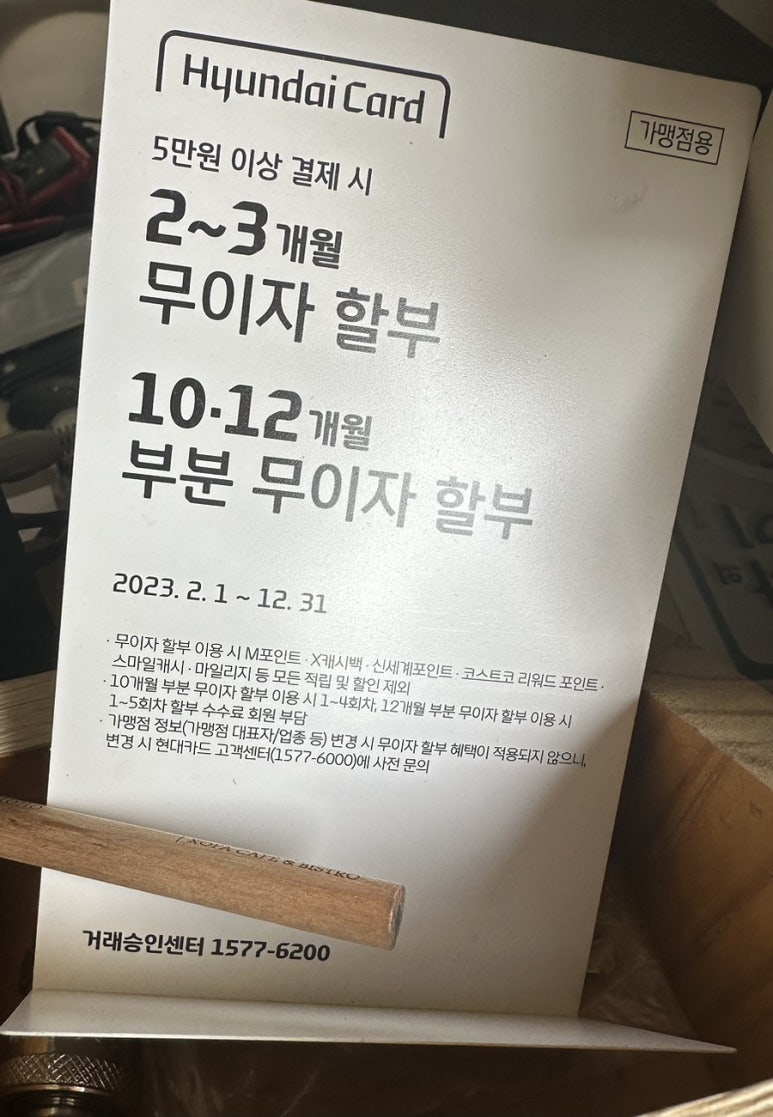 Hyundai Card
가맹점용
5만원 이상 결제 시
2~3개월
무이자 할부
10·12개월
부분 무이자 할부
2023. 2. 1 ~ 12. 31
· 무이자 할부 이용 시 M포인트 · X캐시백 · 신세계포인트 · 코스트코 리워드 포인트 ·
스마일캐시 · 마일리지 등 모든 적립 및 할인 제외
· 10개월 부분 무이자 할부 이용 시 1~4회차, 12개월 부분 무이자 할부 이용 시
1~5회차 할부 수수료 회원 부담
· 가맹점 정보(가맹점 대표자/업종 등) 변경 시 무이자 할부 혜택이 적용되지 않으니,
변경 시 현대카드 고객센터(1577-6000)에 사전 문의
CAFE & BISTRO
거래승인센터 1577-6200